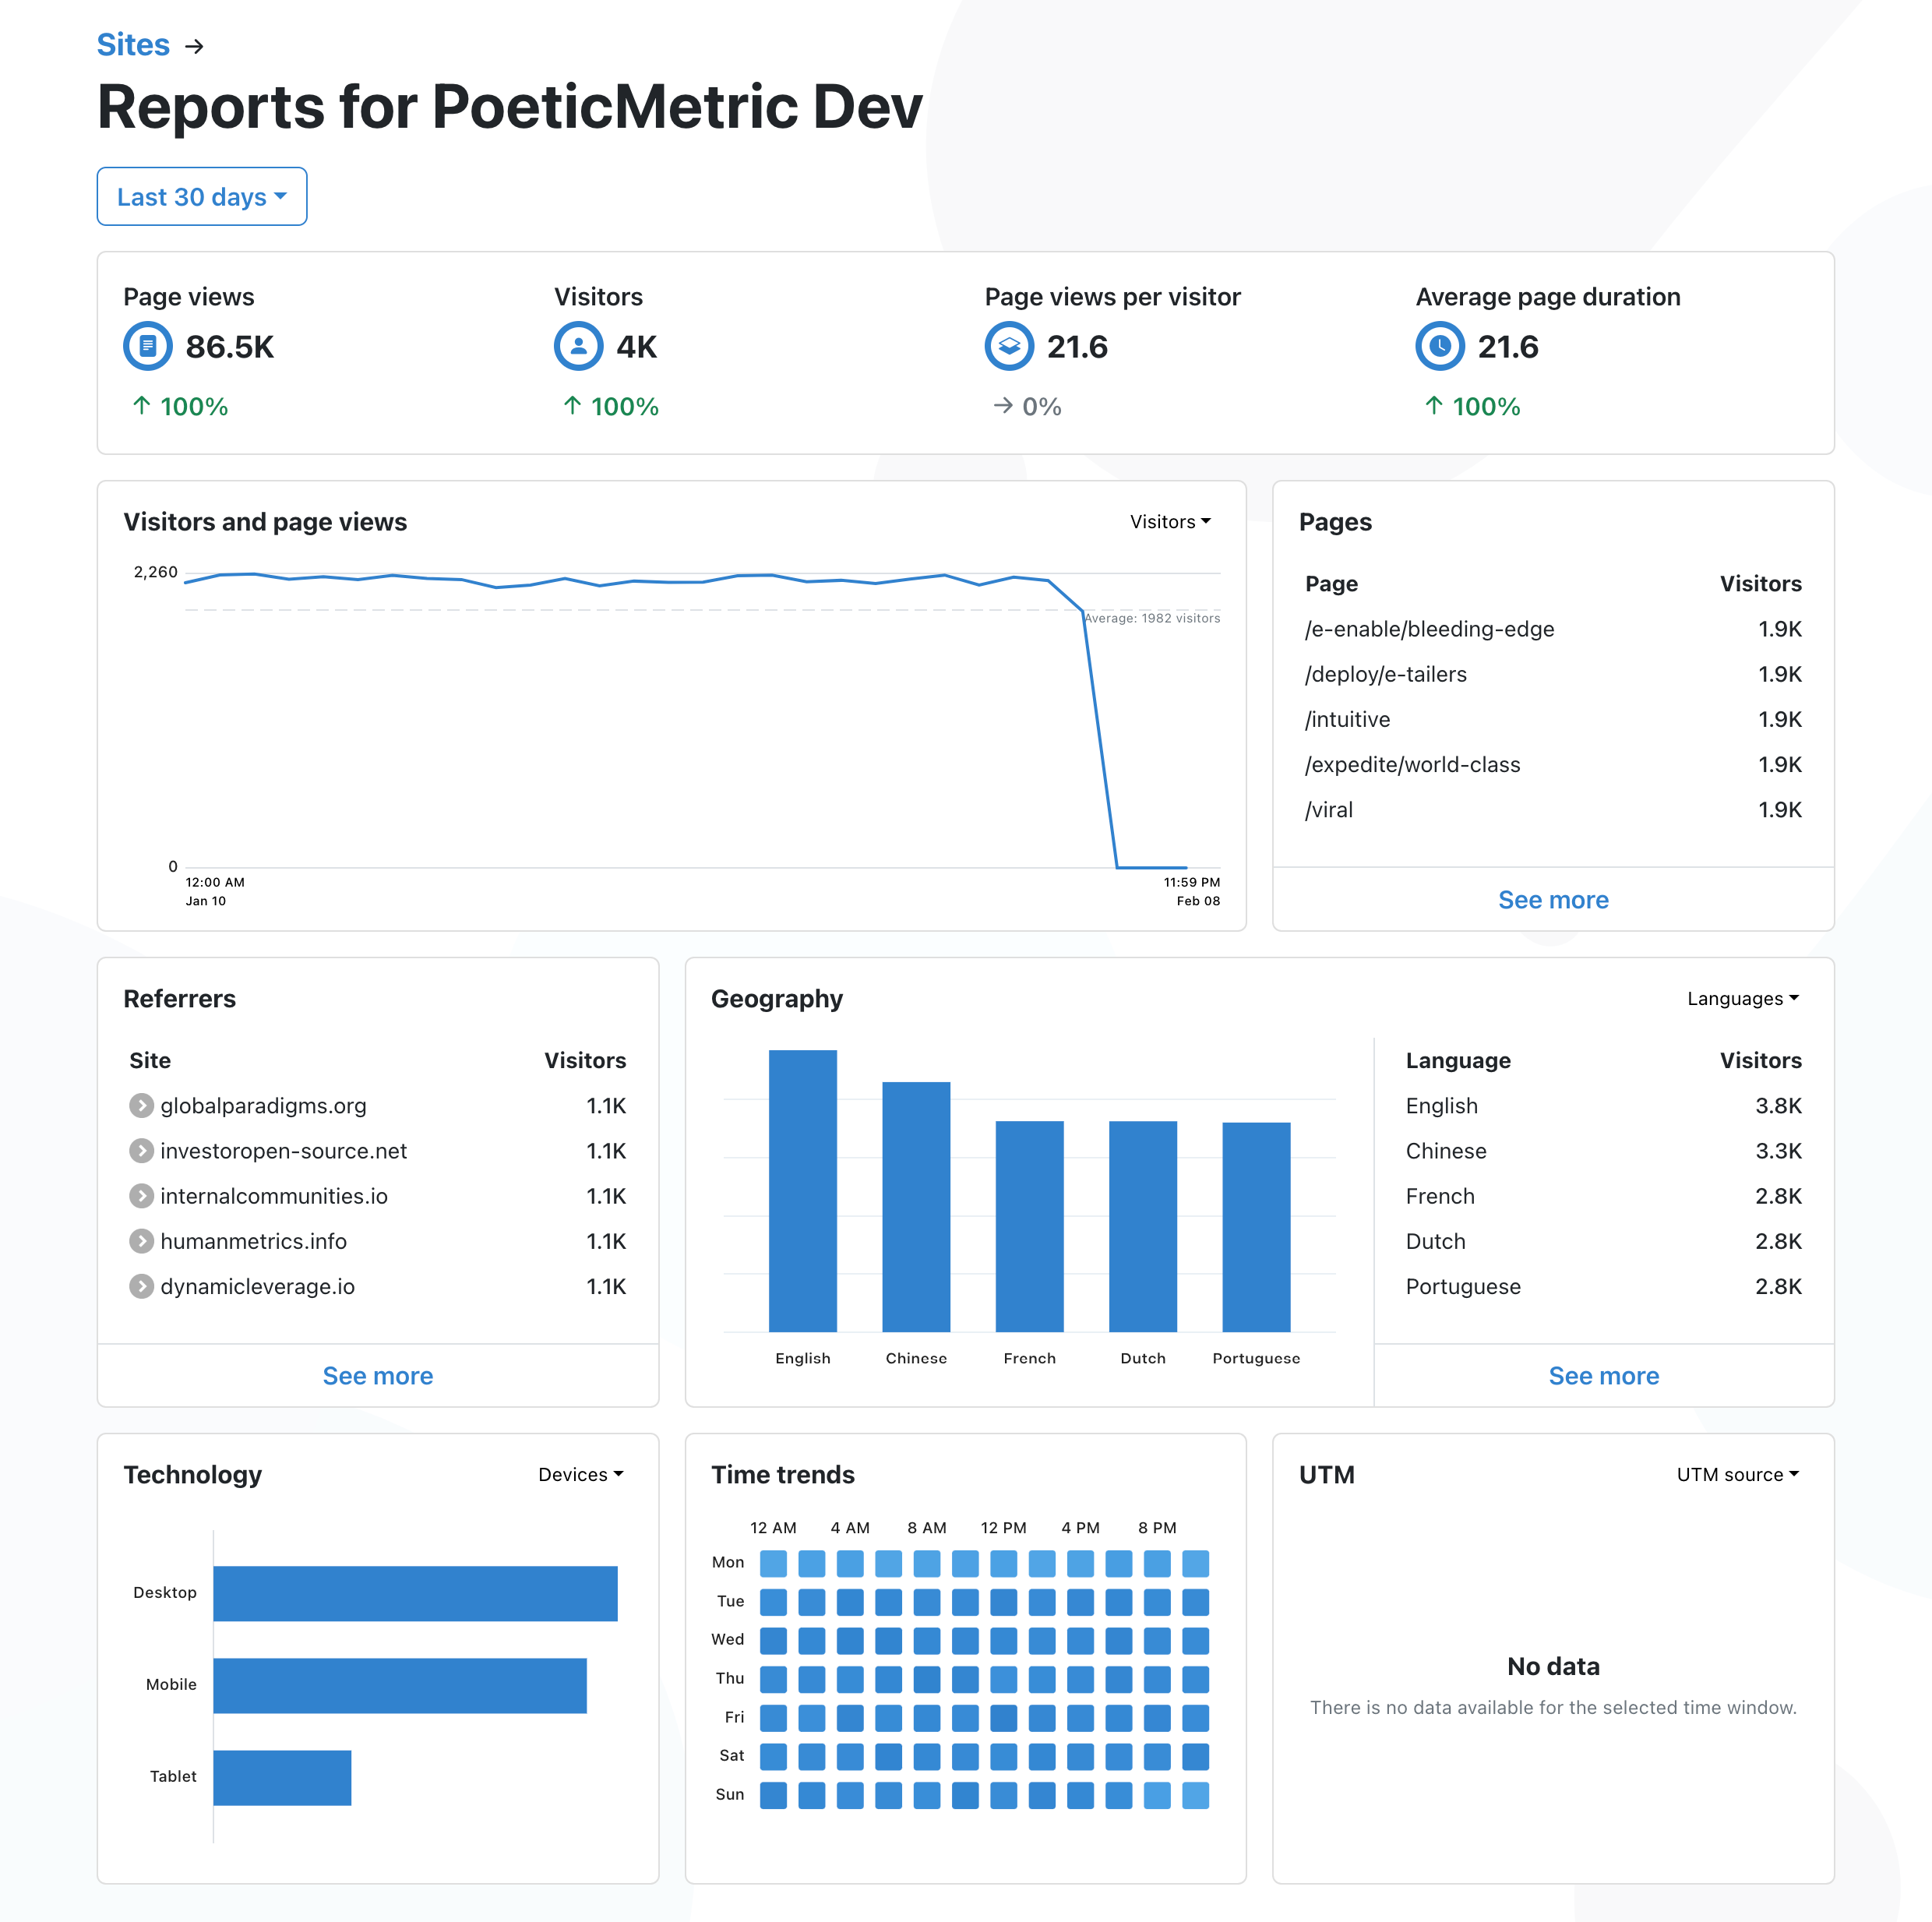 Sites →
Reports for PoeticMetric Dev
Last 30 days
Page views
86.5K
↑ 100%
Visitors
4K
↑ 100%
Page views per visitor
21.6
→ 0%
Average page duration
21.6
↑ 100%
Visitors and page views
Visitors
2,260
Average: 1982 visitors
0
12:00 AM
Jan 10
11:59 PM
Feb 08
Pages
Page Visitors
/e-enable/bleeding-edge 1.9K
/deploy/e-tailers 1.9K
/intuitive 1.9K
/expedite/world-class 1.9K
/viral 1.9K
See more
Referrers
Site Visitors
globalparadigms.org 1.1K
investoropen-source.net 1.1K
internalcommunities.io 1.1K
humanmetrics.info 1.1K
dynamicleverage.io 1.1K
See more
Geography
Languages
English Chinese French Dutch Portuguese
Language Visitors
English 3.8K
Chinese 3.3K
French 2.8K
Dutch 2.8K
Portuguese 2.8K
See more
Technology
Devices
Desktop
Mobile
Tablet
Time trends
12 AM 4 AM 8 AM 12 PM 4 PM 8 PM
Mon
Tue
Wed
Thu
Fri
Sat
Sun
UTM
UTM source
No data
There is no data available for the selected time window.